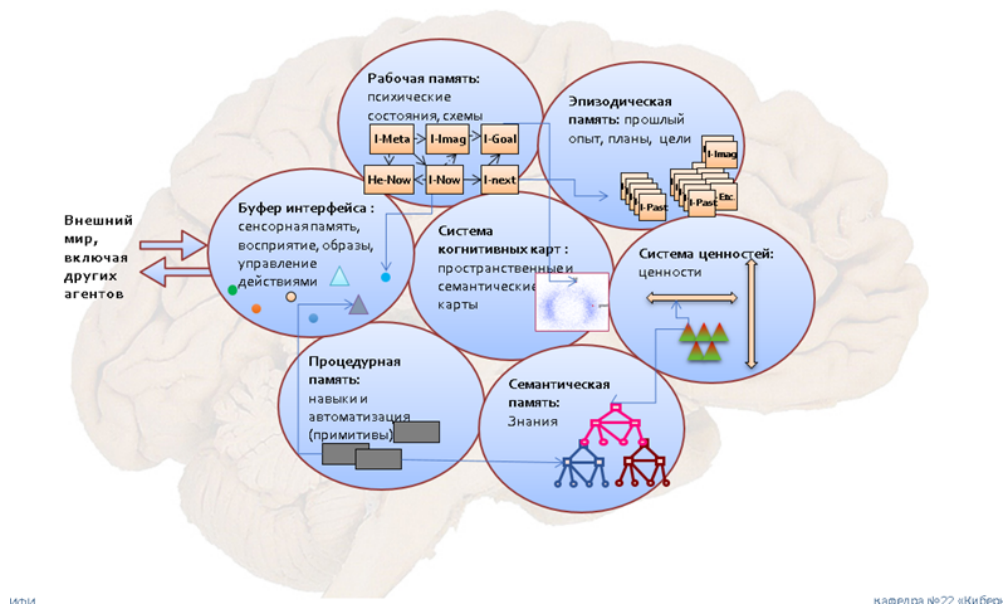 Рабочая память:
психические
состояния, схемы
I-Meta
I-Imag
I-Goal
He-Now
I-Now
I-next
Эпизодическая
память: прошлый
опыт, планы, цели
I-Imag
I-Past
I-Past
Etc.
Внешний
мир,
включая
других
агентов
Буфер интерфейса :
сенсорная память,
восприятие, образы,
управление
действиями
Система
когнитивных карт :
пространственные и
семантические
карты
Система ценностей:
ценности
Процедурная
память:
навыки и
автоматизация
(примитивы)
Семантическая
память:
Знания
кафедра №22 «Кибер